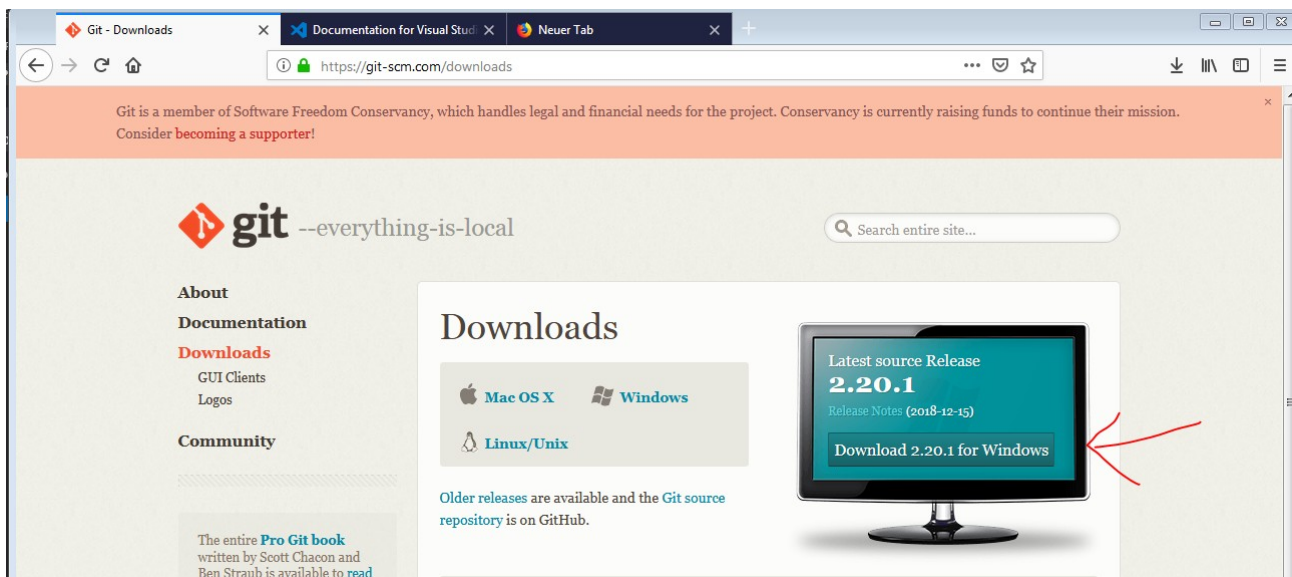 Git - Downloads
Documentation for Visual Studi
Neuer Tab
https://git-scm.com/downloads
Git is a member of Software Freedom Conservancy, which handles legal and financial needs for the project. Conservancy is currently raising funds to continue their mission.
Consider becoming a supporter!
git --everything-is-local
Search entire site...
About
Documentation
Downloads
GUI Clients
Logos
Community
The entire Pro Git book
written by Scott Chacon and
Ben Straub is available to read
Downloads
Mac OS X
Windows
Linux/Unix
Older releases are available and the Git source
repository is on GitHub.
Latest source Release
2.20.1
Release Notes (2018-12-15)
Download 2.20.1 for Windows